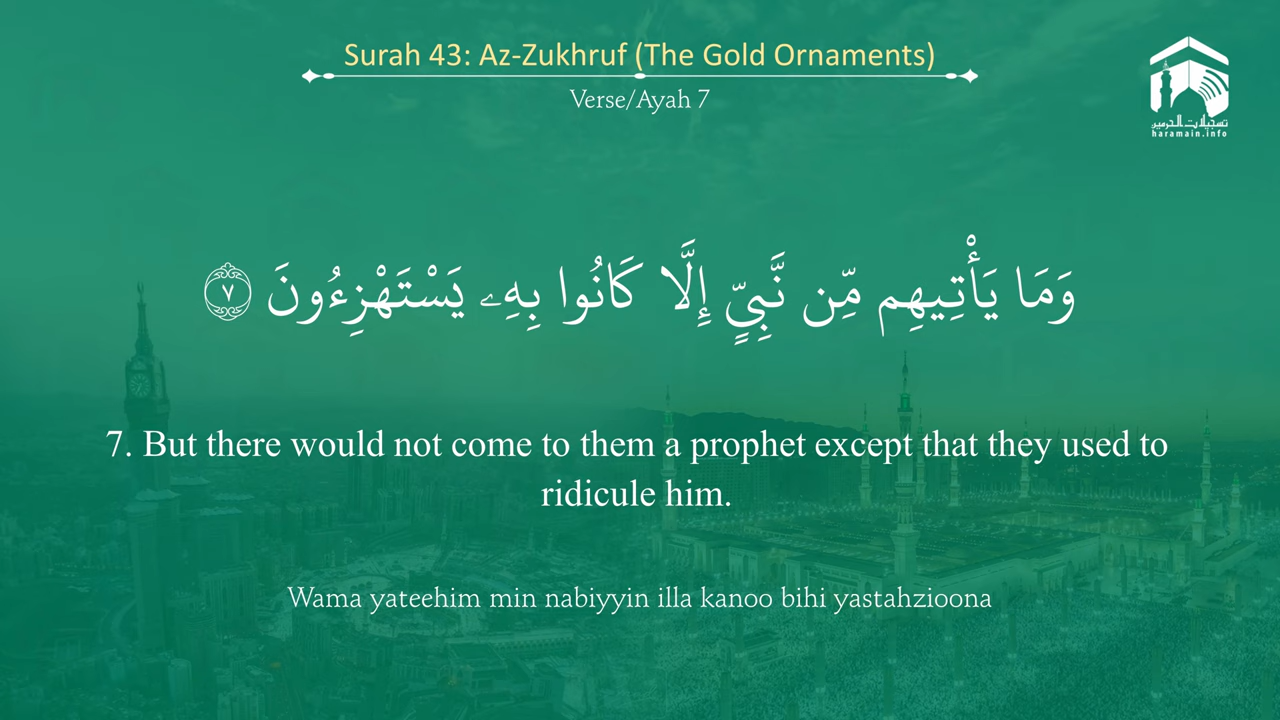 Surah 43: Az-Zukhruf (The Gold Ornaments)
Verse/Ayah 7
تسجيلات الحرمين
haramain.info
وَمَا يَأْتِيهِم مِّن نَّبِيٍّ إِلَّا كَانُوا بِهِۦ يَسْتَهْزِءُونَ ٧
7. But there would not come to them a prophet except that they used to
ridicule him.
Wama yateehim min nabiyyin illa kanoo bihi yastahzioona